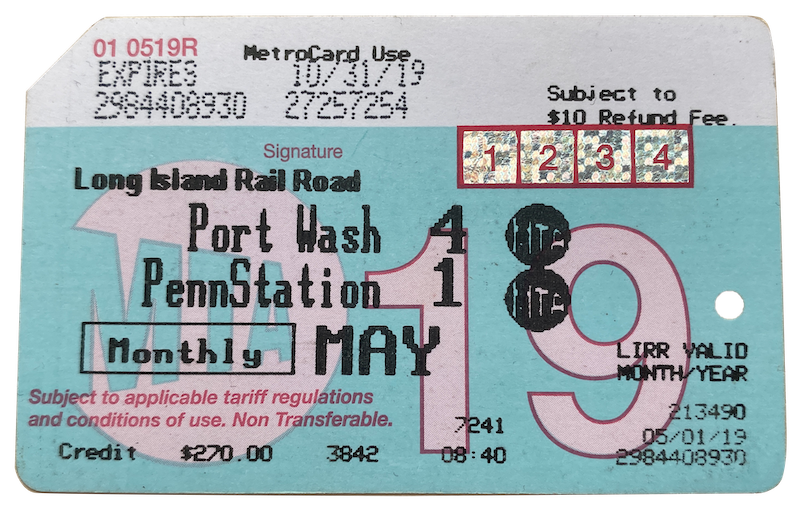 01 0519R
MetroCard Use
EXPIRES 10/31/19
2984408930 27257254
Subject to
$10 Refund Fee.
Signature
1 2 3 4
Long Island Rail Road
Port Wash 4 MTA
PennStation 1 MTA
MTA
19
Monthly MAY
LIRR VALID
MONTH/YEAR
Subject to applicable tariff regulations
and conditions of use. Non Transferable.
213490
7241
05/01/19
Credit $270.00 3842 08:40 2984408930